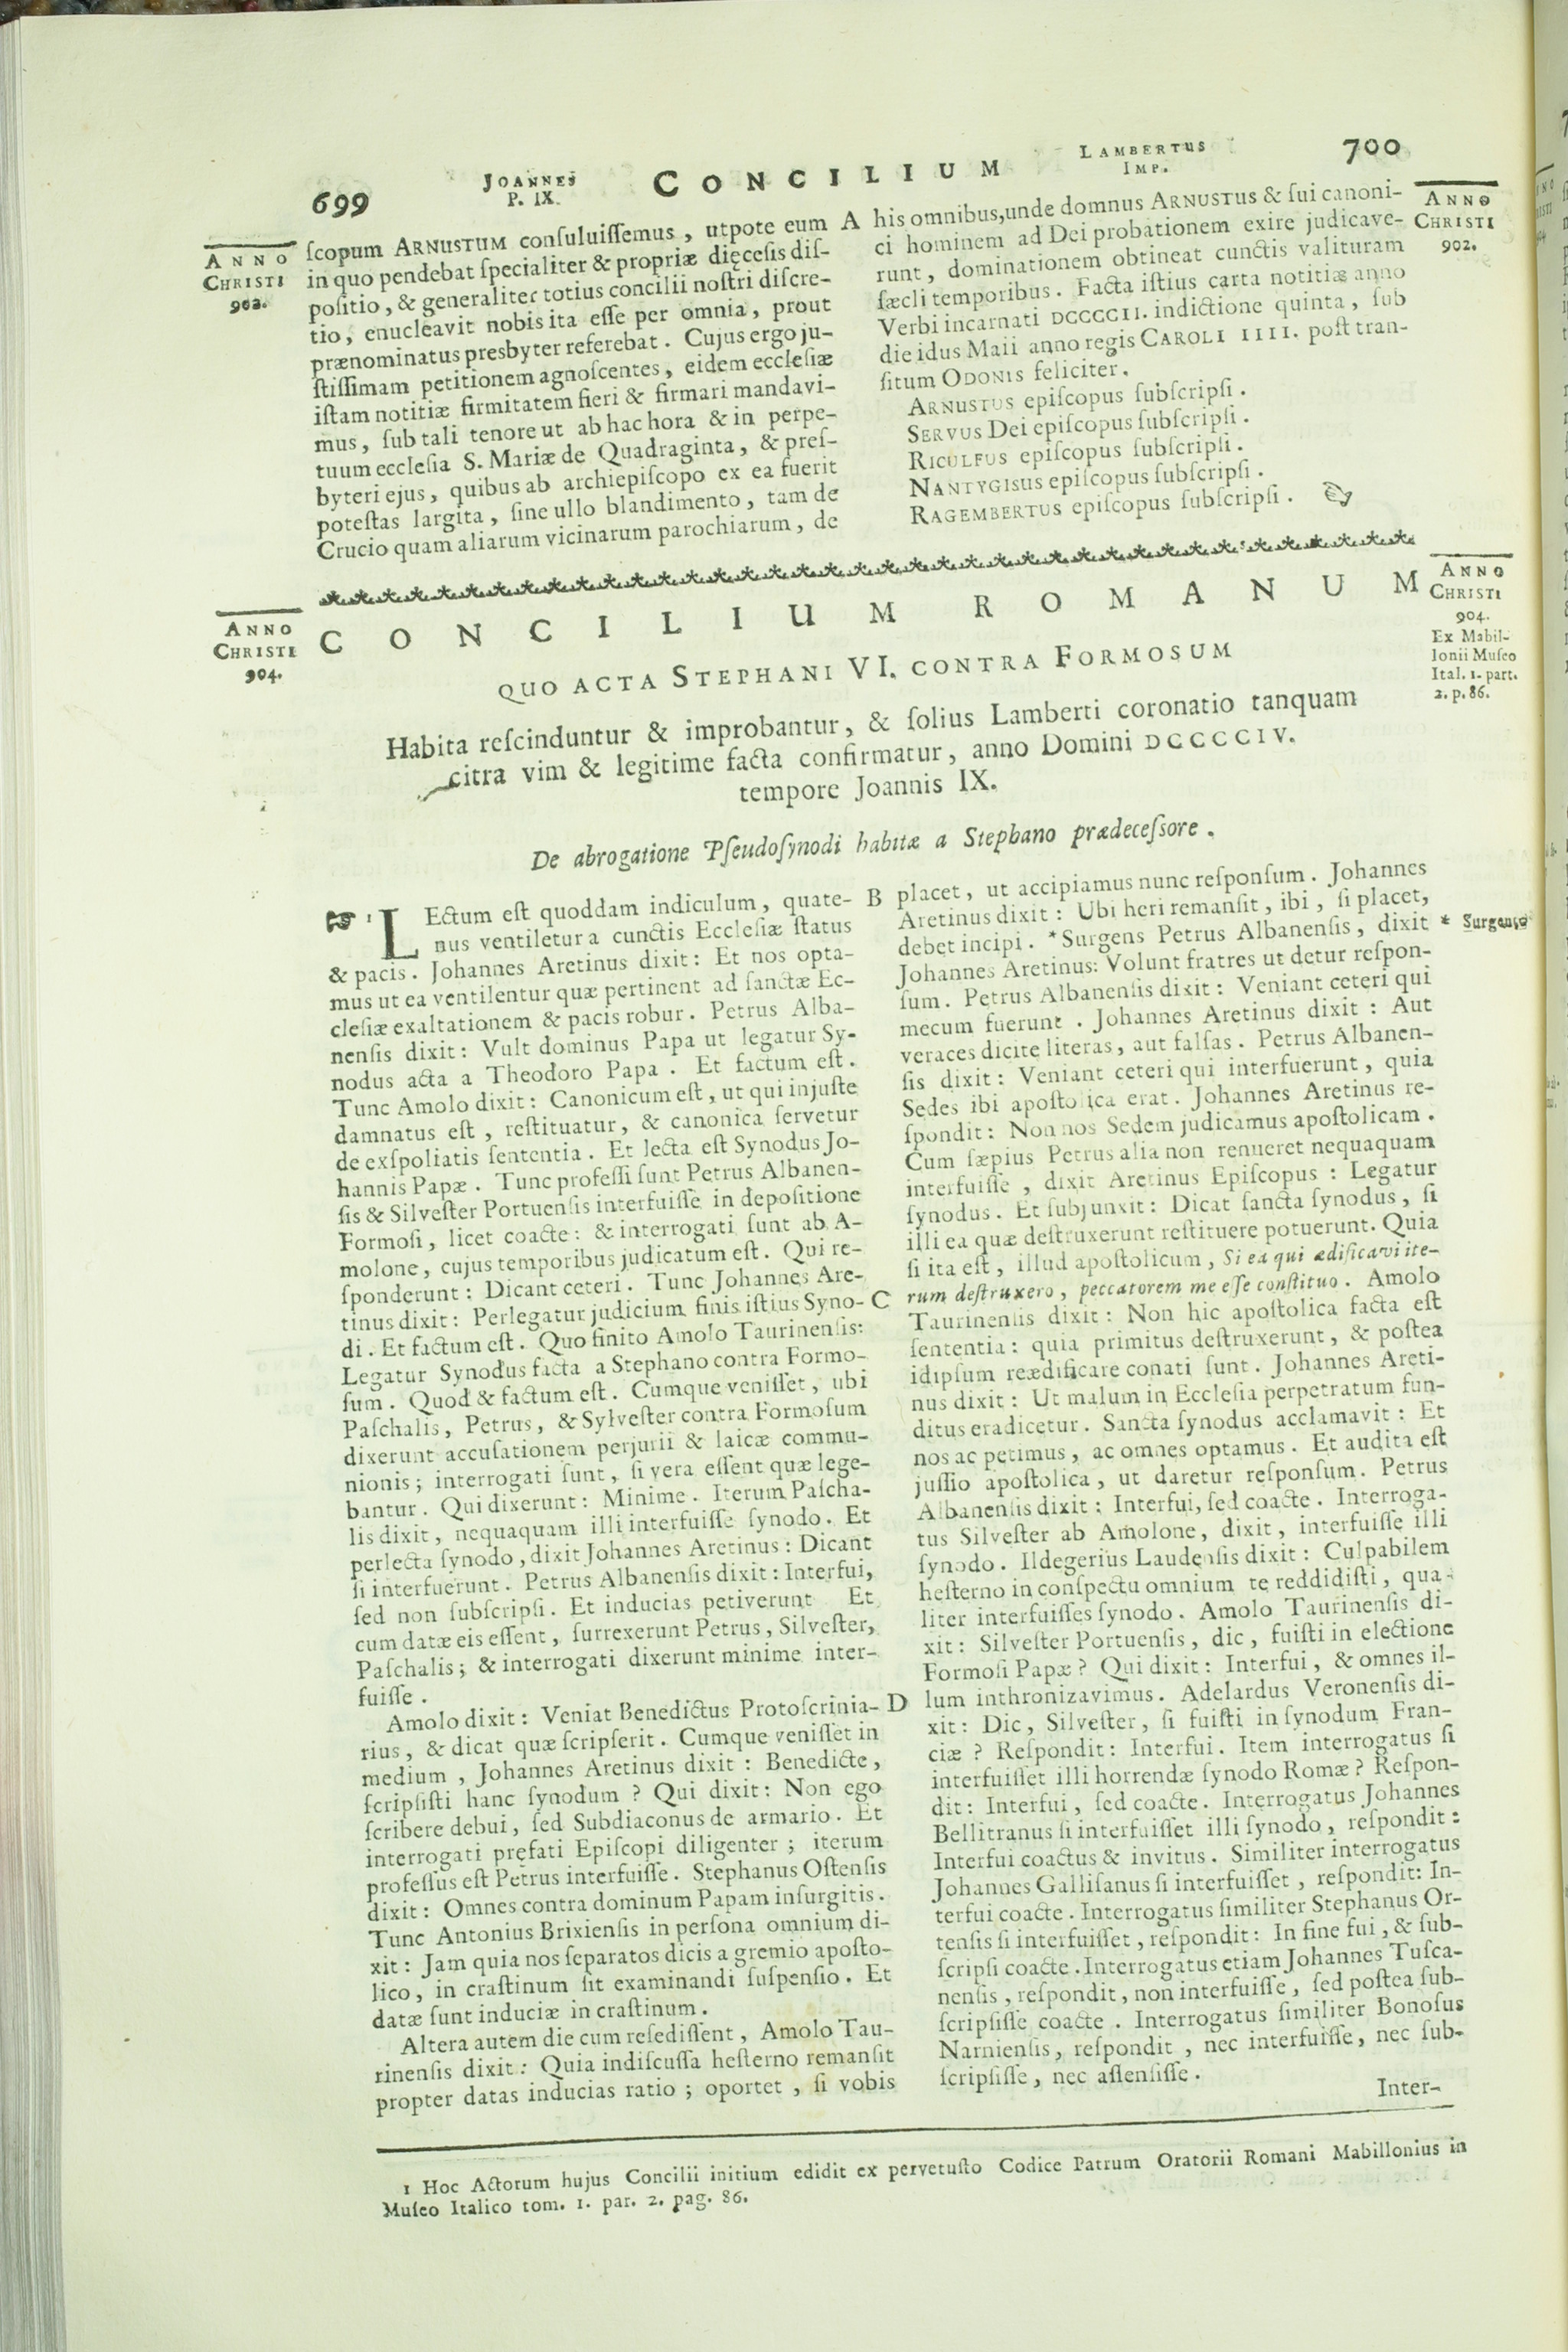 699
JOANNES
P. IX.
CONCILIUM
LAMBERTUS
IMP.
700
ANNO
CHRISTI
902.
ſcopum ARNUSTUM conſuluiſſemus, utpote eum
in quo pendebat ſpecialiter & propriæ dięceſis diſ-
poſitio, & generaliter totius concilii noſtri diſcre-
tio, enucleavit nobis ita eſſe per omnia, prout
prænominatus presbyter referebat. Cujus ergo ju-
ſtiſſimam petitionem agnoſcentes, eidem eccleſiæ
iſtam notitiæ firmitatem fieri & firmari mandavi-
mus, ſub tali tenore ut ab hac hora & in perpe-
tuum eccleſia S. Mariæ de Quadraginta, & preſ-
byteri ejus, quibus ab archiepiſcopo ex ea fuerit
poteſtas largita, ſine ullo blandimento, tam de
Crucio quam aliarum vicinarum parochiarum, de
A
his omnibus, unde domnus ARNUSTUS & ſui canoni-
ci hominem ad Dei probationem exire judicave-
runt, dominationem obtineat cunctis valituram
ſæcli temporibus. Facta iſtius carta notitiæ anno
Verbi incarnati DCCCCII. indictione quinta, ſub
die idus Maii anno regis CAROLI IIII. poſt tran-
ſitum ODONIS feliciter.
ARNUSTUS epiſcopus ſubſcripſi.
SERVUS Dei epiſcopus ſubſcripſi.
RICULFUS epiſcopus ſubſcripſi.
NANTYGISUS epiſcopus ſubſcripſi.
RAGEMBERTUS epiſcopus ſubſcripſi.
ANNO
CHRISTI
902.
ANNO
CHRISTI
904.
CONCILIUM ROMANUM
QUO ACTA STEPHANI VI. CONTRA FORMOSUM
Habita reſcinduntur & improbantur, & ſolius Lamberti coronatio tanquam
citra vim & legitime facta confirmatur, anno Domini DCCCCIV.
tempore Joannis IX.
ANNO
CHRISTI
904.
Ex Mabil-
lonii Muſeo
Ital. 1. part.
2. p. 86.
De abrogatione Pſeudoſynodi habitæ a Stephano prædeceſſore.
1 LEctum eſt quoddam indiculum, quate-
nus ventiletur a cunctis Eccleſiæ ſtatus
& pacis. Johannes Aretinus dixit: Et nos opta-
mus ut ea ventilentur quæ pertinent ad ſanctæ Ec-
cleſiæ exaltationem & pacis robur. Petrus Alba-
nenſis dixit: Vult dominus Papa ut legatur Sy-
nodus acta a Theodoro Papa. Et factum eſt.
Tunc Amolo dixit: Canonicum eſt, ut qui injuſte
damnatus eſt, reſtituatur, & canonica ſervetur
de exſpoliatis ſententia. Et lecta eſt Synodus Jo-
hannis Papæ. Tunc profeſſi ſunt Petrus Albanen-
ſis & Silveſter Portuenſis interfuiſſe in depoſitione
Formoſi, licet coacte: & interrogati ſunt ab A-
molone, cujus temporibus judicatum eſt. Qui re-
ſponderunt: Dicant ceteri. Tunc Johannes Are-
tinus dixit: Perlegatur judicium finis iſtius Syno-
di. Et factum eſt. Quo finito Amolo Taurinenſis:
Legatur Synodus facta a Stephano contra Formo-
ſum. Quod & factum eſt. Cumque veniſſet, ubi
Paſchalis, Petrus, & Sylveſter contra Formoſum
dixerunt accuſationem perjurii & laicæ commu-
nionis; interrogati ſunt, ſi vera eſſent quæ lege-
bantur. Qui dixerunt: Minime. Iterum Paſcha-
lis dixit, nequaquam illi interfuiſſe ſynodo. Et
perlecta ſynodo, dixit Johannes Aretinus: Dicant
ſi interfuerunt. Petrus Albanenſis dixit: Interfui,
ſed non ſubſcripſi. Et inducias petiverunt Et
cum datæ eis eſſent, ſurrexerunt Petrus, Silveſter,
Paſchalis; & interrogati dixerunt minime inter-
fuiſſe.
Amolo dixit: Veniat Benedictus Protoſcrinia-
rius, & dicat quæ ſcripſerit. Cumque veniſſet in
medium, Johannes Aretinus dixit: Benedicte,
ſcripſiſti hanc ſynodum? Qui dixit: Non ego
ſcribere debui, ſed Subdiaconus de armario. Et
interrogati pręfati Epiſcopi diligenter; iterum
profeſſus eſt Petrus interfuiſſe. Stephanus Oſtenſis
dixit: Omnes contra dominum Papam inſurgitis.
Tunc Antonius Brixienſis in perſona omnium di-
xit: Jam quia nos ſeparatos dicis a gremio apoſto-
lico, in craſtinum ſit examinandi ſuſpenſio. Et
datæ ſunt induciæ in craſtinum.
Altera autem die cum reſediſſent, Amolo Tau-
rinenſis dixit: Quia indiſcuſſa heſterno remanſit
propter datas inducias ratio; oportet, ſi vobis
B
C
D
placet, ut accipiamus nunc reſponſum. Johannes
Aretinus dixit: Ubi heri remanſit, ibi, ſi placet,
debet incipi. *Surgens Petrus Albanenſis, dixit
Johannes Aretinus: Volunt fratres ut detur reſpon-
ſum. Petrus Albanenſis dixit: Veniant ceteri qui
mecum fuerunt. Johannes Aretinus dixit: Aut
veraces dicite literas, aut falſas. Petrus Albanen-
ſis dixit: Veniant ceteri qui interfuerunt, quia
Sedes ibi apoſtolica erat. Johannes Aretinus re-
ſpondit: Non nos Sedem judicamus apoſtolicam.
Cum ſæpius Petrus alia non renueret nequaquam
interfuiſſe, dixit Aretinus Epiſcopus: Legatur
ſynodus. Et ſubjunxit: Dicat ſancta ſynodus, ſi
illi ea quæ deſtruxerunt reſtituere potuerunt. Quia
ſi ita eſt, illud apoſtolicum, Si ea qui ædificavi ite-
rum deſtruxero, peccatorem me eſſe conſtituo. Amolo
Taurinenſis dixit: Non hic apoſtolica facta eſt
ſententia: quia primitus deſtruxerunt, & poſtea
idipſum reædificare conati ſunt. Johannes Areti-
nus dixit: Ut malum in Eccleſia perpetratum fun-
ditus eradicetur. Sancta ſynodus acclamavit: Et
nos ac petimus, ac omnes optamus. Et audita eſt
juſſio apoſtolica, ut daretur reſponſum. Petrus
Albanenſis dixit: Interfui, ſed coacte. Interroga-
tus Silveſter ab Amolone, dixit, interfuiſſe illi
ſynodo. Ildegerius Laudenſis dixit: Culpabilem
heſterno in conſpectu omnium te reddidiſti, qua-
liter interfuiſſes ſynodo. Amolo Taurinenſis di-
xit: Silveſter Portuenſis, dic, fuiſti in electione
Formoſi Papæ? Qui dixit: Interfui, & omnes il-
lum inthronizavimus. Adelardus Veronenſis di-
xit: Dic, Silveſter, ſi fuiſti in ſynodum Fran-
ciæ? Reſpondit: Interfui. Item interrogatus ſi
interfuiſſet illi horrendæ ſynodo Romæ? Reſpon-
dit: Interfui, ſed coacte. Interrogatus Johannes
Bellitranus ſi interfuiſſet illi ſynodo, reſpondit:
Interfui coactus & invitus. Similiter interrogatus
Johannes Galliſanus ſi interfuiſſet, reſpondit: In-
terfui coacte. Interrogatus ſimiliter Stephanus Or-
tenſis ſi interfuiſſet, reſpondit: In fine fui, & ſub-
ſcripſi coacte. Interrogatus etiam Johannes Tuſca-
nenſis, reſpondit, non interfuiſſe, ſed poſtea ſub-
ſcripſiſſe coacte. Interrogatus ſimiliter Bonoſus
Narnienſis, reſpondit, nec interfuiſſe, nec ſub-
ſcripſiſſe, nec aſſenſiſſe.
Inter-
* Surgente
1 Hoc Actorum hujus Concilii initium edidit ex pervetuſto Codice Patrum Oratorii Romani Mabillonius in
Muſeo Italico tom. 1. par. 2. pag. 86.